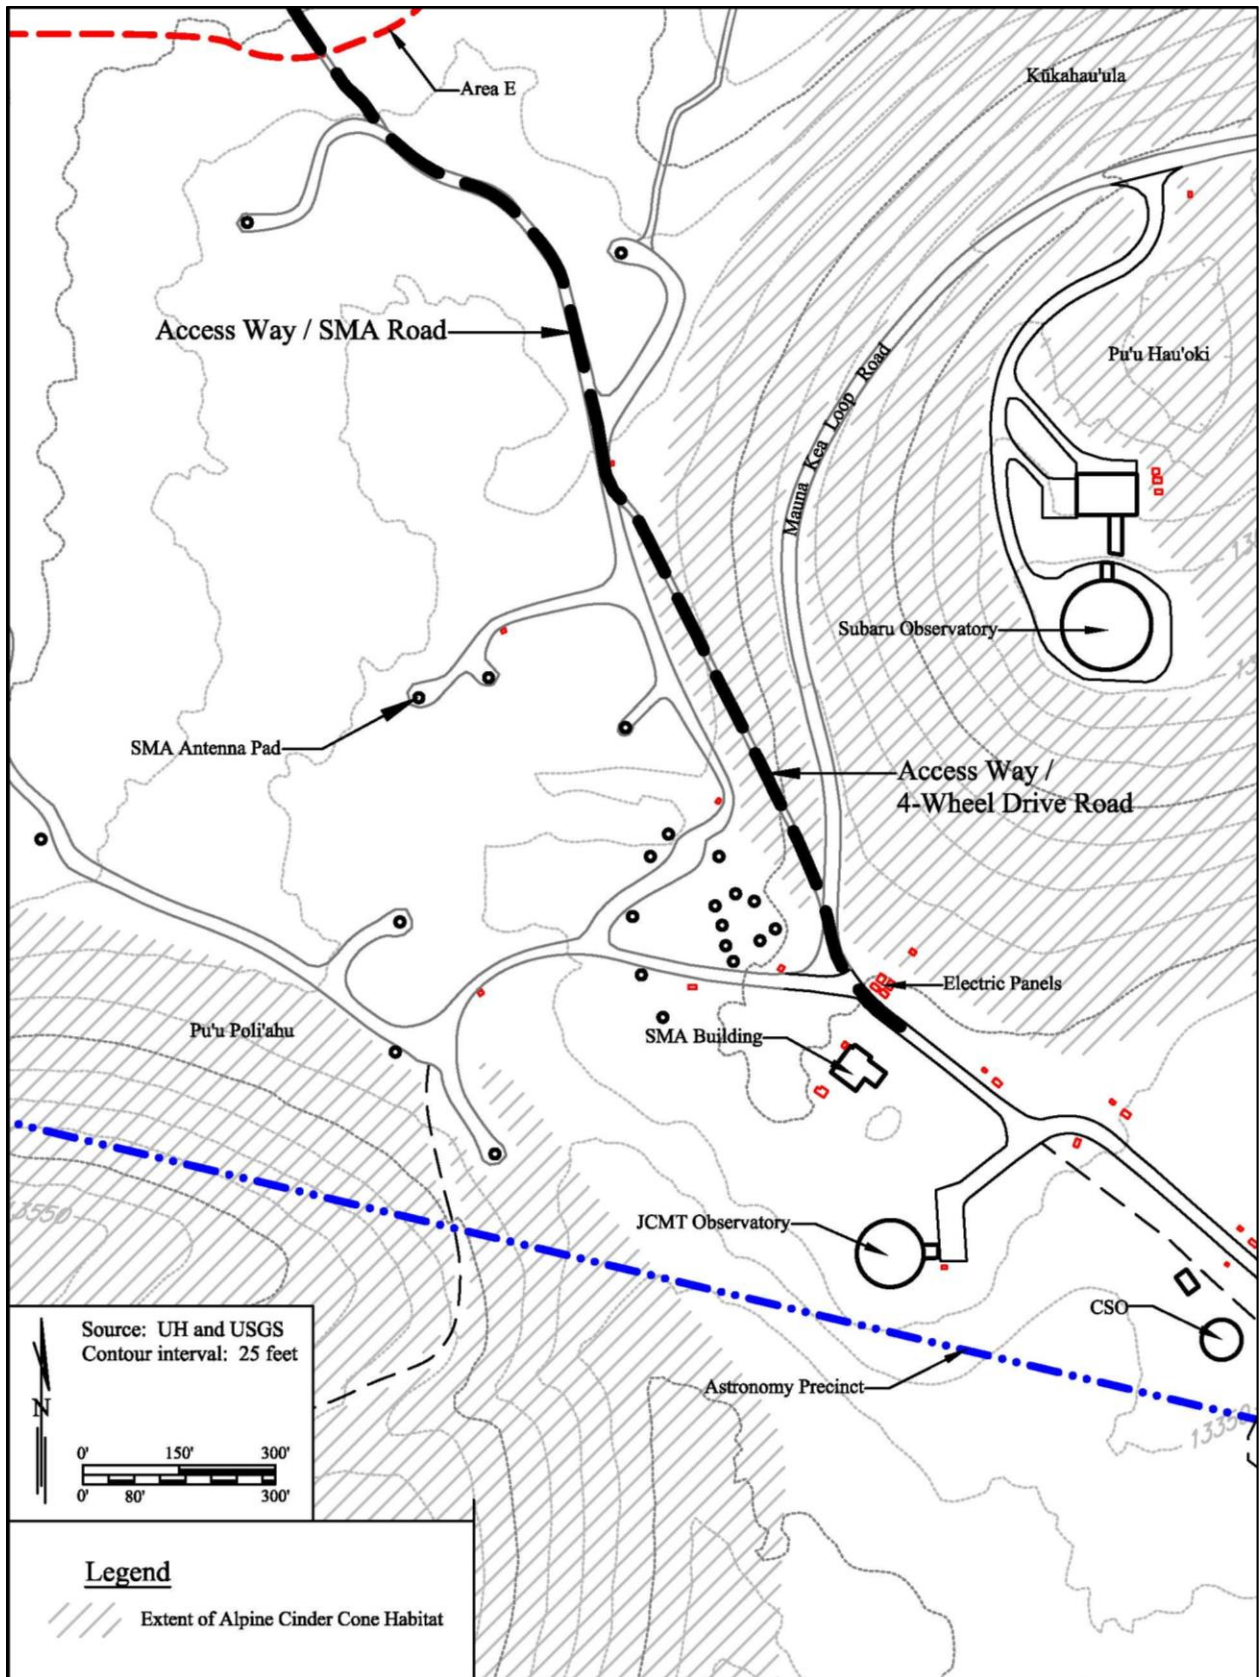 Kūkahau'ula
Area E
Access Way / SMA Road
Pu'u Hau'oki
Mauna Kea Loop Road
Subaru Observatory
SMA Antenna Pad
Access Way /
4-Wheel Drive Road
Electric Panels
Pu'u Poli'ahu
SMA Building
13550
JCMT Observatory
CSO
Source: UH and USGS
Contour interval: 25 feet
Astronomy Precinct
N
13350
0' 150' 300'
0' 80' 300'
Legend
Extent of Alpine Cinder Cone Habitat